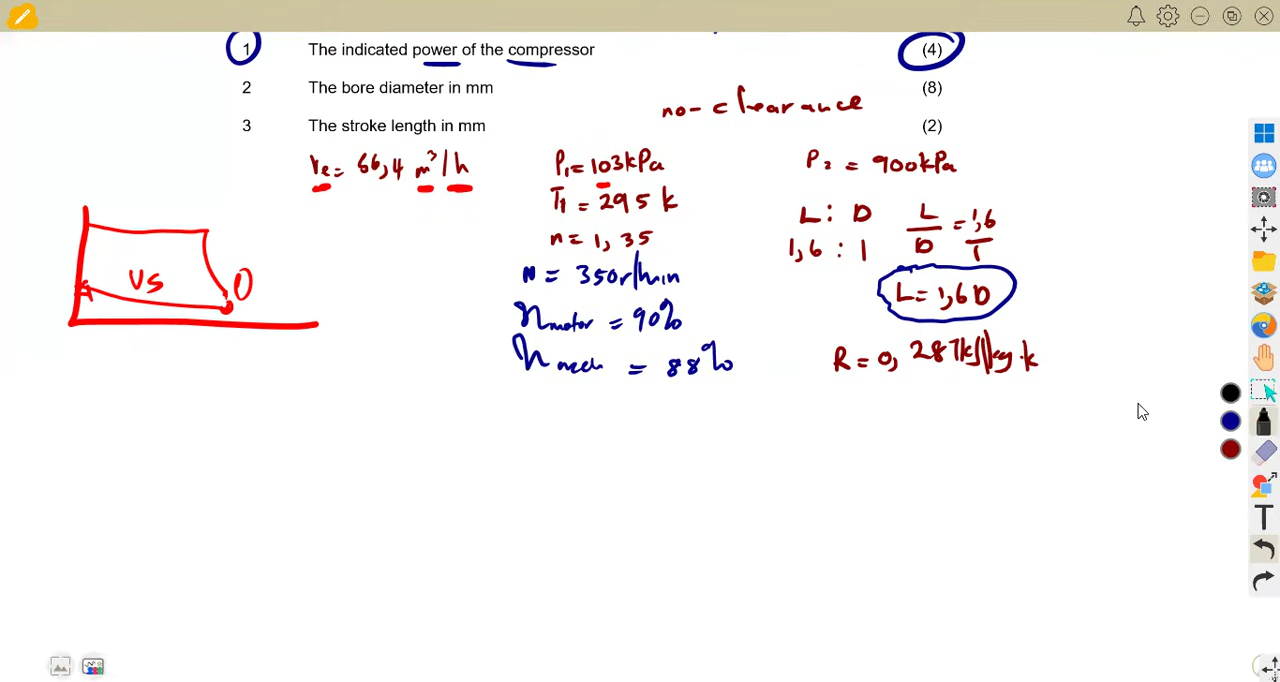 1 The indicated power of the compressor (4)
2 The bore diameter in mm (8)
no-clearance
3 The stroke length in mm (2)
Ve= 66,4 m³/h P₁= 103kPa P₂ = 900kPa
T₁ = 295 k L : D L/D = 1,6/1
n= 1,35 1,6 : 1
N = 350r/min L= 1,6D
VS
ηmotor = 90%
ηmech = 88% R = 0, 287kJ/kg.k
T